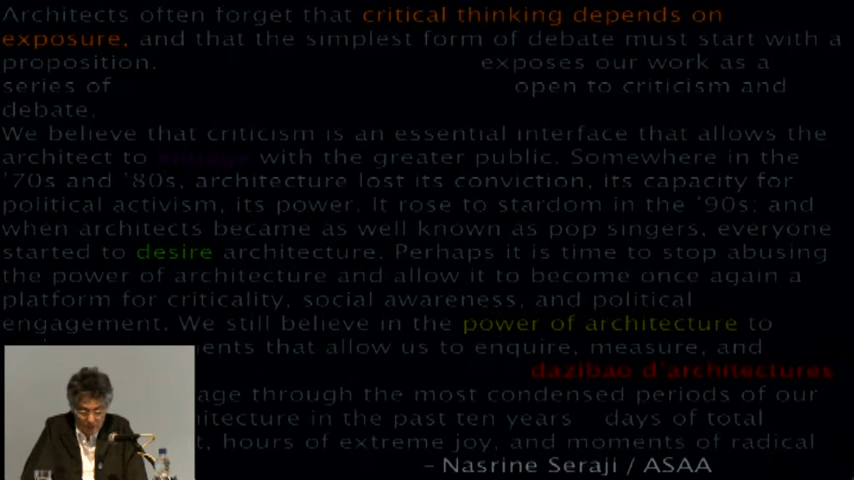 Architects often forget that critical thinking depends on
exposure, and that the simplest form of debate must start with a
proposition. exposes our work as a
series of open to criticism and
debate.
We believe that criticism is an essential interface that allows the
architect to engage with the greater public. Somewhere in the
'70s and '80s, architecture lost its conviction, its capacity for
political activism, its power. It rose to stardom in the '90s; and
when architects became as well known as pop singers, everyone
started to desire architecture. Perhaps it is time to stop abusing
the power of architecture and allow it to become once again a
platform for criticality, social awareness, and political
engagement. We still believe in the power of architecture to
that allow us to enquire, measure, and
dazibao d'architectures
through the most condensed periods of our
in the past ten years days of total
hours of extreme joy, and moments of radical
– Nasrine Seraji / ASAA